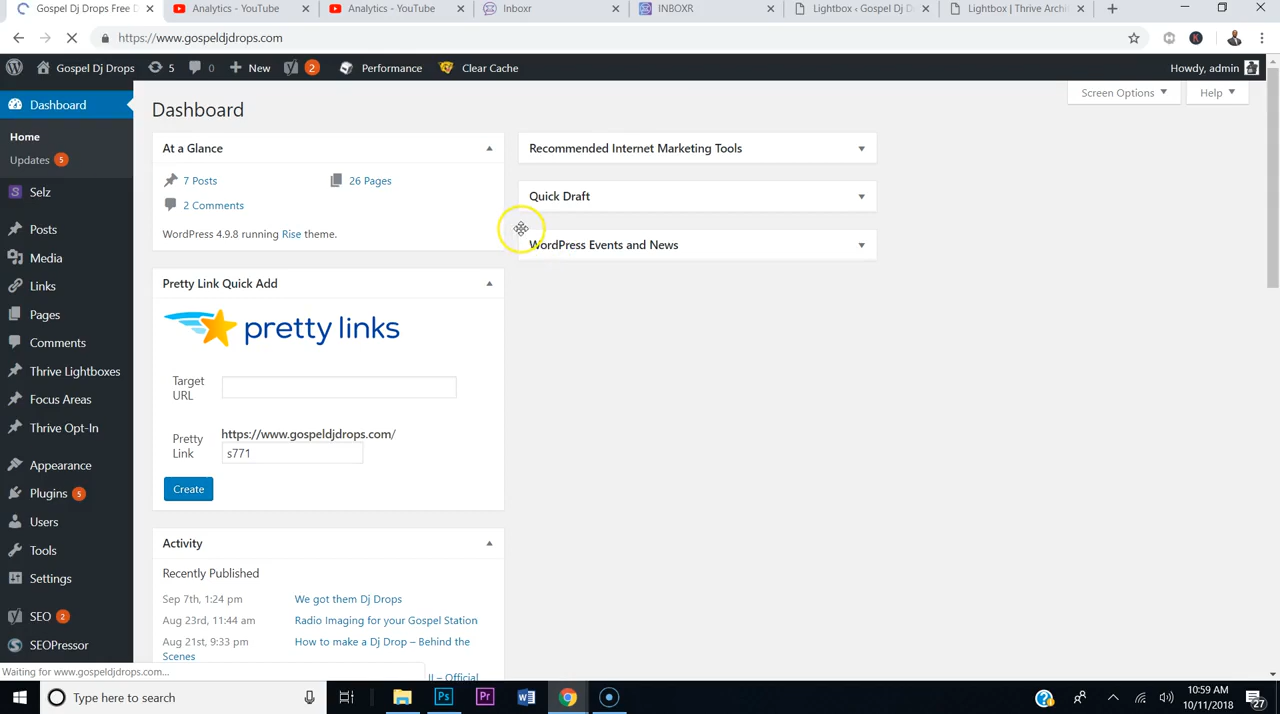 Gospel Dj Drops Free D
Analytics - YouTube
Analytics - YouTube
Inboxr
INBOXR
Lightbox ‹ Gospel Dj D
Lightbox | Thrive Archi
https://www.gospeldjdrops.com
Gospel Dj Drops
5
0
New
2
Performance
Clear Cache
Howdy, admin
Dashboard
Home
Updates 5
Selz
Posts
Media
Links
Pages
Comments
Thrive Lightboxes
Focus Areas
Thrive Opt-In
Appearance
Plugins 5
Users
Tools
Settings
SEO 2
SEOPressor
Screen Options
Help
Dashboard
At a Glance
7 Posts
26 Pages
2 Comments
WordPress 4.9.8 running Rise theme.
Pretty Link Quick Add
pretty links
Target
URL
Pretty
Link
https://www.gospeldjdrops.com/
s771
Create
Activity
Recently Published
Sep 7th, 1:24 pm We got them Dj Drops
Aug 23rd, 11:44 am Radio Imaging for your Gospel Station
Aug 21st, 9:33 pm How to make a Dj Drop – Behind the
Scenes
II – Official
Recommended Internet Marketing Tools
Quick Draft
WordPress Events and News
Waiting for www.gospeldjdrops.com...
Type here to search
Ps
Pr
10:59 AM
10/11/2018
27